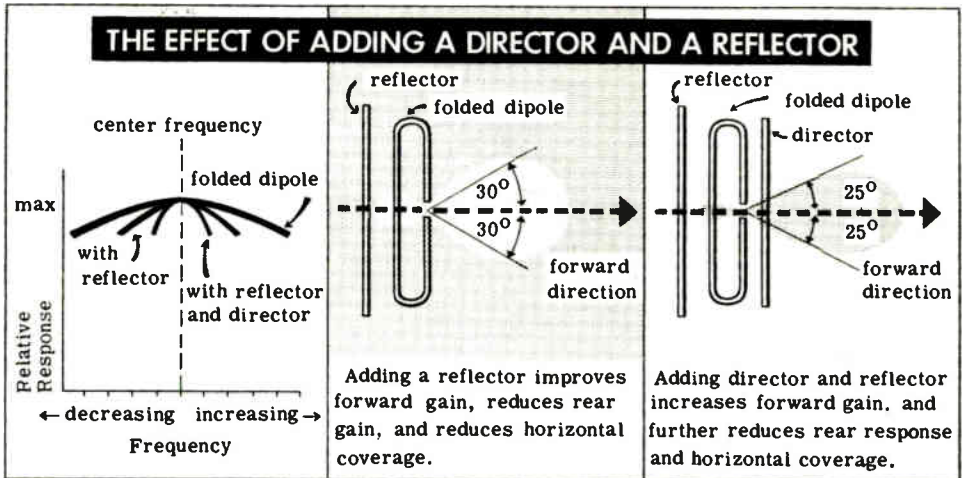 THE EFFECT OF ADDING A DIRECTOR AND A REFLECTOR
center frequency
max
folded dipole
with
reflector
with reflector
and director
Relative
Response
← decreasing increasing →
Frequency
reflector
folded dipole
30°
30°
forward
direction
Adding a reflector improves
forward gain, reduces rear
gain, and reduces horizontal
coverage.
reflector
folded dipole
director
25°
25°
forward
direction
Adding director and reflector
increases forward gain. and
further reduces rear response
and horizontal coverage.